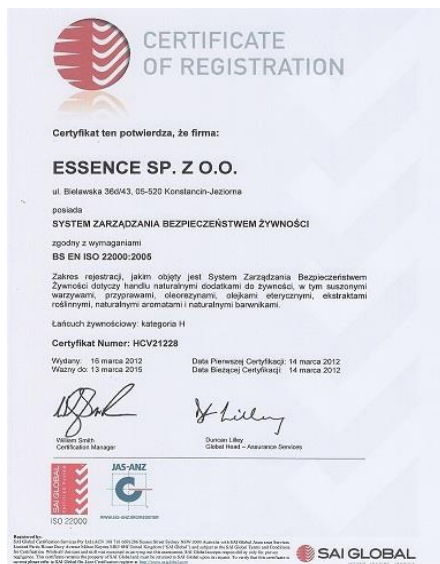 CERTIFICATE
OF REGISTRATION
Certyfikat ten potwierdza, że firma:
ESSENCE SP. Z O.O.
ul. Bielawska 36d/43, 05-520 Konstancin-Jeziorna
posiada
SYSTEM ZARZĄDZANIA BEZPIECZEŃSTWEM ŻYWNOŚCI
zgodny z wymaganiami
BS EN ISO 22000:2005
Zakres rejestracji, jakim objęty jest System Zarządzania Bezpieczeństwem
Żywności dotyczy handlu naturalnymi dodatkami do żywności, w tym suszonymi
warzywami, przyprawami, oleorezynami, olejkami eterycznymi, ekstraktami
roślinnymi, naturalnymi aromatami i naturalnymi barwnikami.
Łańcuch żywnościowy: kategoria H
Certyfikat Numer: HCV21228
Wydany: 16 marca 2012 Data Pierwszej Certyfikacji: 14 marca 2012
Ważny do: 13 marca 2015 Data Bieżącej Certyfikacji: 14 marca 2012
William Smith Duncan Lilley
Certification Manager Global Head – Assurance Services
SAI GLOBAL
JAS-ANZ
ISO 22000
Registered by:
SAI GLOBAL